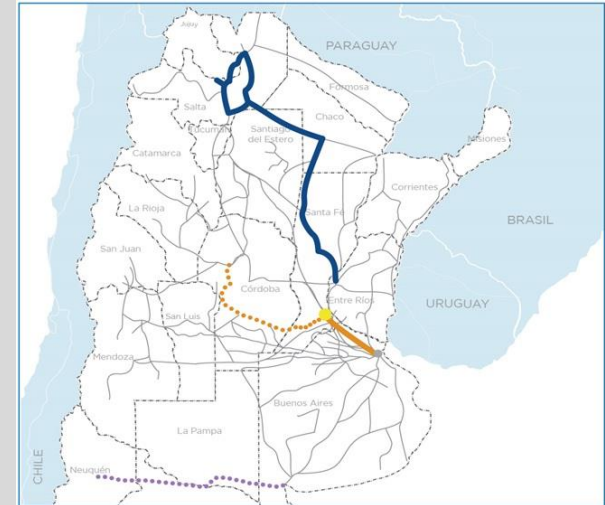 Jujuy
PARAGUAY
Formosa
Salta
Chaco
Tucumán
Santiago
del Estero
Misiones
Catamarca
Corrientes
La Rioja
Santa Fé
BRASIL
San Juan
Córdoba
Entre Ríos
URUGUAY
San Luis
Mendoza
Buenos Aires
La Pampa
CHILE
Neuquén